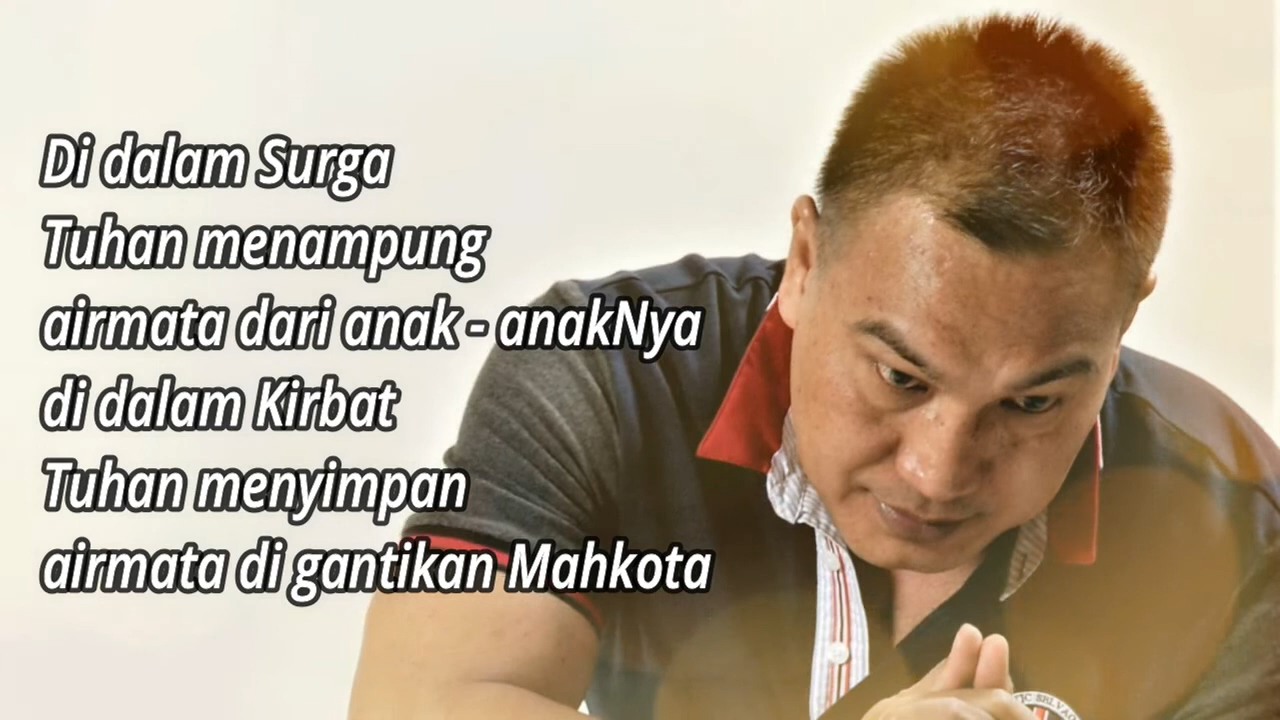 Di dalam Surga
Tuhan menampung
airmata dari anak - anakNya
di dalam Kirbat
Tuhan menyimpan
airmata di gantikan Mahkota